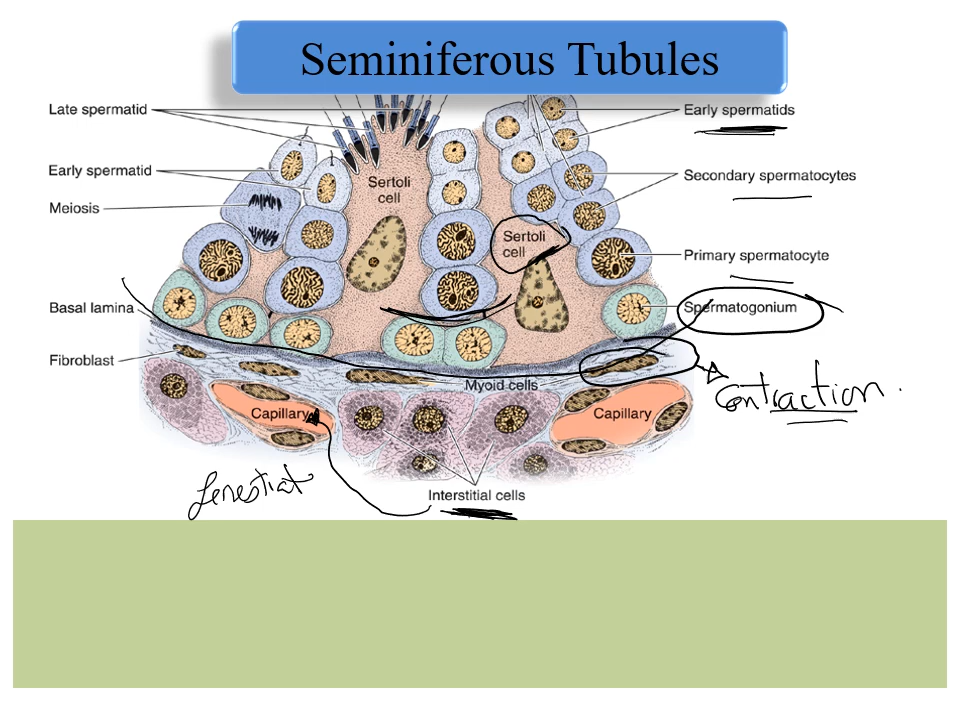 Seminiferous Tubules
Late spermatid
Early spermatids
Early spermatid
Sertoli
cell
Secondary spermatocytes
Meiosis
Sertoli
cell
Primary spermatocyte
Basal lamina
Spermatogonium
Fibroblast
Myoid cells
Contraction.
Capillary
Capillary
fenestrat
Interstitial cells